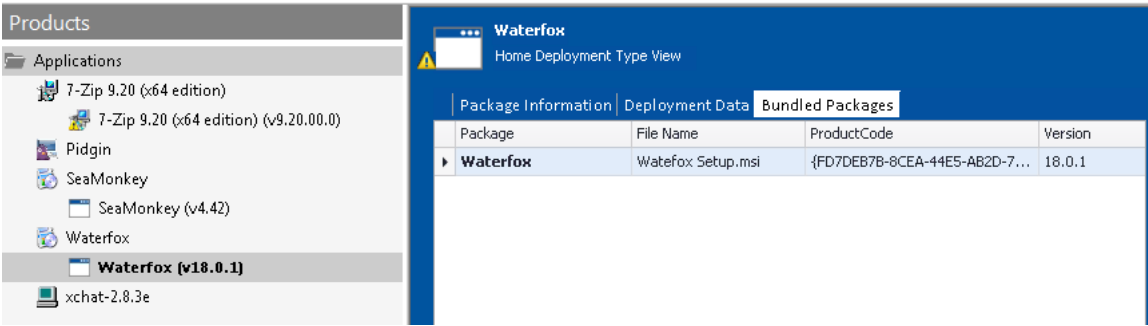 Products
Applications
7-Zip 9.20 (x64 edition)
7-Zip 9.20 (x64 edition) (v9.20.00.0)
Pidgin
SeaMonkey
SeaMonkey (v4.42)
Waterfox
Waterfox (v18.0.1)
xchat-2.8.3e
Waterfox
Home Deployment Type View
Package Information Deployment Data Bundled Packages
Package File Name ProductCode Version
Waterfox Watefox Setup.msi {FD7DEB7B-8CEA-44E5-AB2D-7... 18.0.1